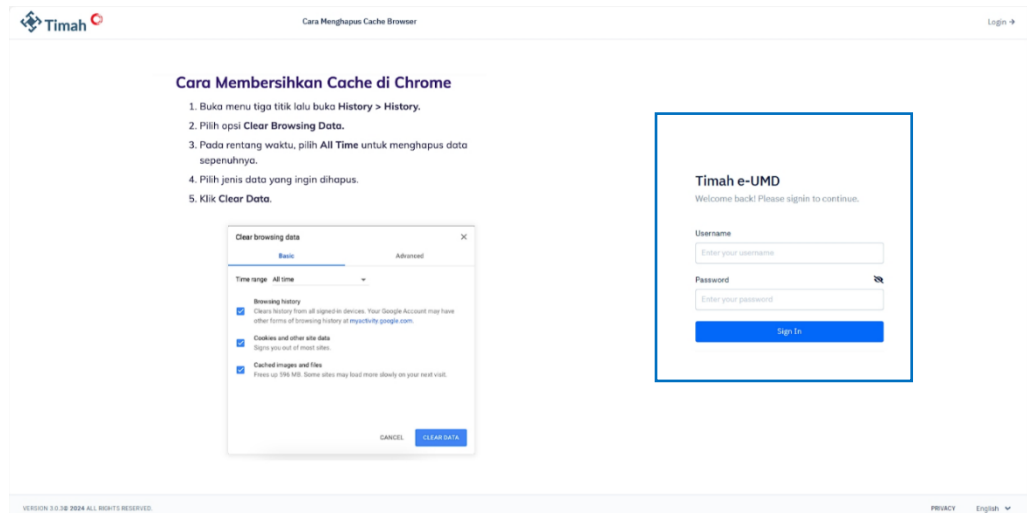 Timah
Cara Menghapus Cache Browser
Login →
Cara Membersihkan Cache di Chrome
1. Buka menu tiga titik lalu buka History > History.
2. Pilih opsi Clear Browsing Data.
3. Pada rentang waktu, pilih All Time untuk menghapus data
sepenuhnya.
4. Pilih jenis data yang ingin dihapus.
5. Klik Clear Data.
Clear browsing data
Basic Advanced
Time range All time
Browsing history
Clears history from all signed-in devices. Your Google Account may have
other forms of browsing history at myactivity.google.com.
Cookies and other site data
Signs you out of most sites.
Cached images and files
Frees up 596 MB. Some sites may load more slowly on your next visit.
CANCEL CLEAR DATA
Timah e-UMD
Welcome back! Please signin to continue.
Username
Enter your username
Password
Enter your password
Sign In
VERSION 3.0.3© 2024 ALL RIGHTS RESERVED.
PRIVACY English